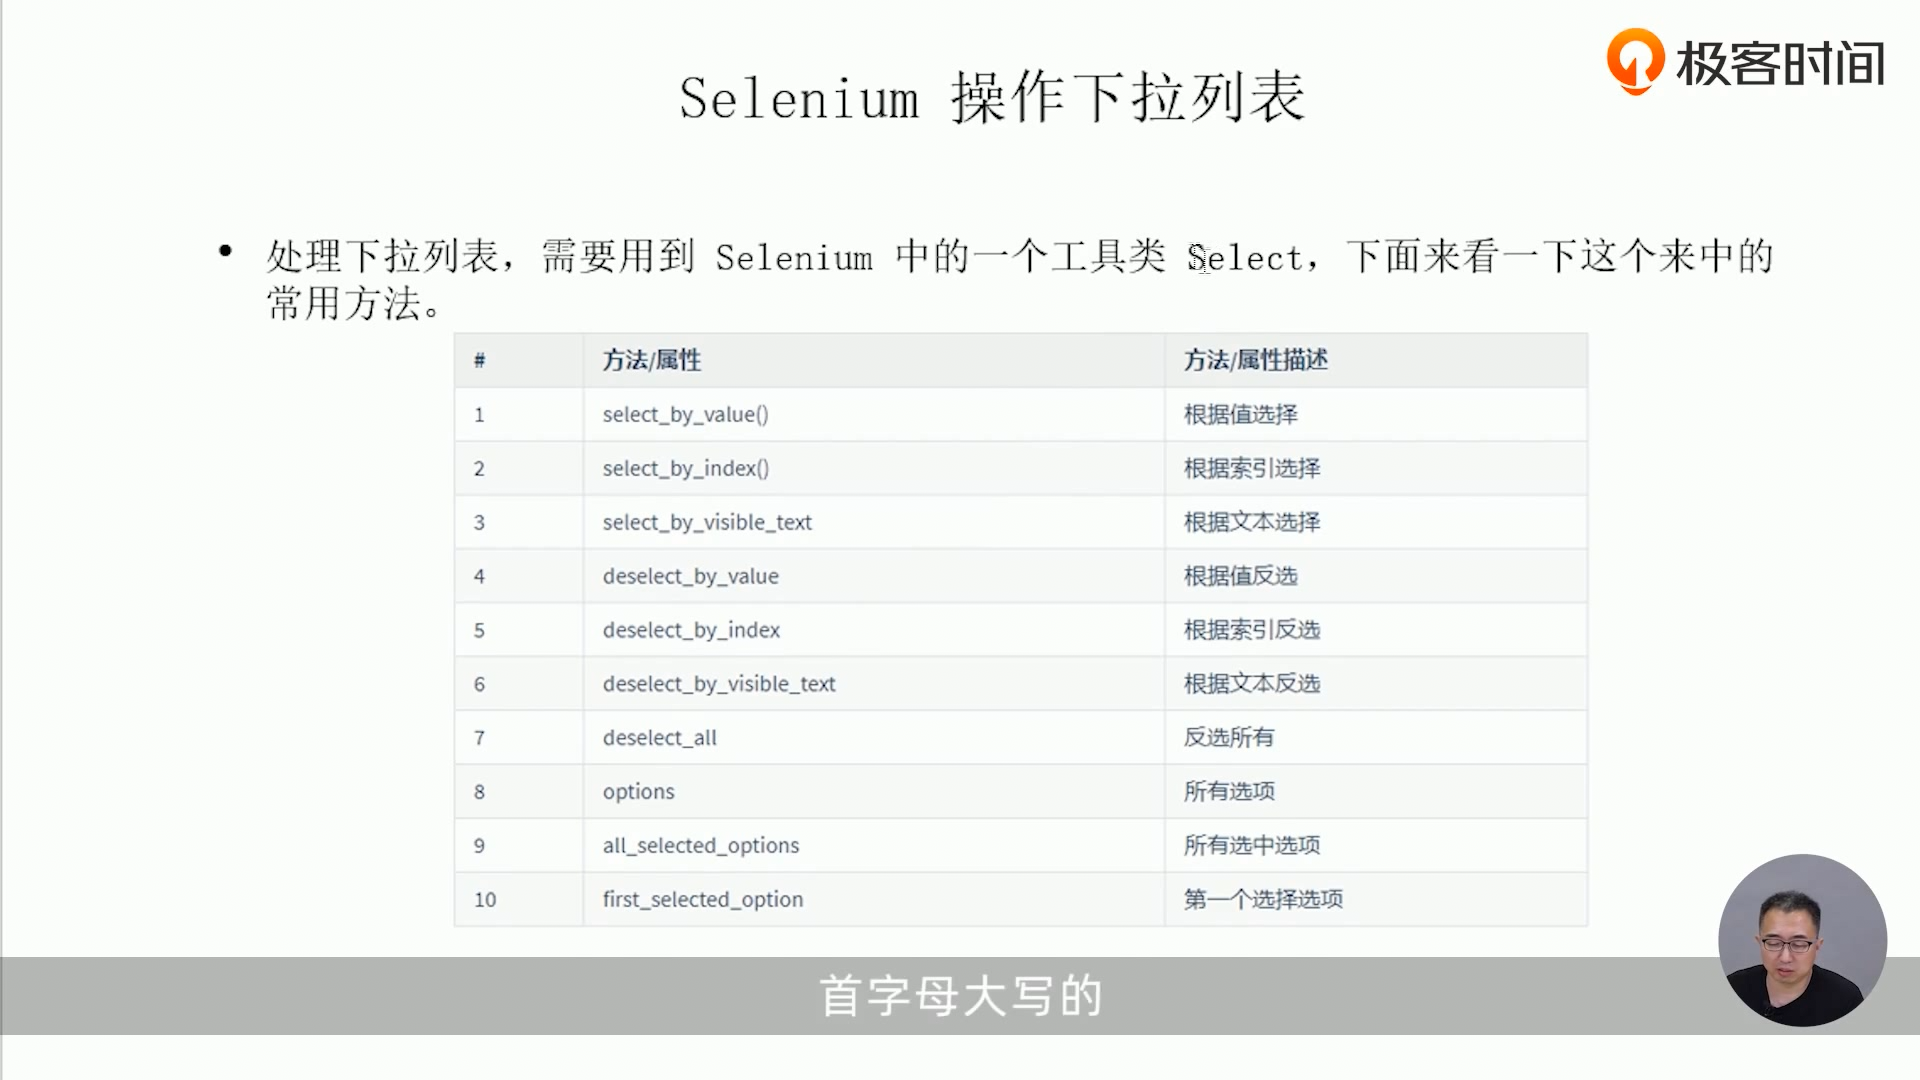 极客时间
Selenium 操作下拉列表
• 处理下拉列表，需要用到 Selenium 中的一个工具类 Select，下面来看一下这个来中的
常用方法。
# 方法/属性 方法/属性描述
1 select_by_value() 根据值选择
2 select_by_index() 根据索引选择
3 select_by_visible_text 根据文本选择
4 deselect_by_value 根据值反选
5 deselect_by_index 根据索引反选
6 deselect_by_visible_text 根据文本反选
7 deselect_all 反选所有
8 options 所有选项
9 all_selected_options 所有选中选项
10 first_selected_option 第一个选择选项
首字母大写的